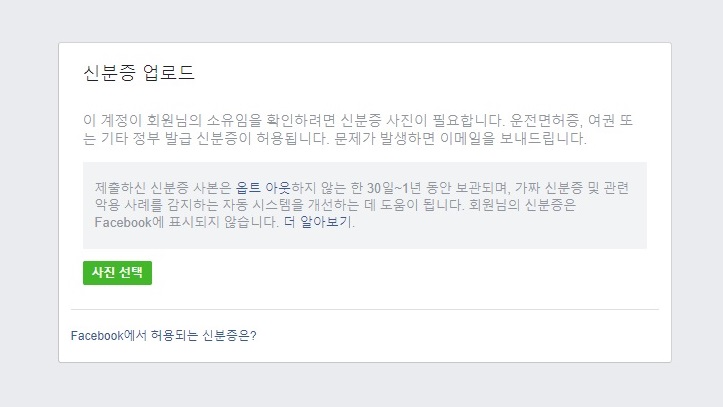 신분증 업로드
이 계정이 회원님의 소유임을 확인하려면 신분증 사진이 필요합니다. 운전면허증, 여권 또
는 기타 정부 발급 신분증이 허용됩니다. 문제가 발생하면 이메일을 보내드립니다.
제출하신 신분증 사본은 옵트 아웃하지 않는 한 30일~1년 동안 보관되며, 가짜 신분증 및 관련
악용 사례를 감지하는 자동 시스템을 개선하는 데 도움이 됩니다. 회원님의 신분증은
Facebook에 표시되지 않습니다. 더 알아보기.
사진 선택
Facebook에서 허용되는 신분증은?